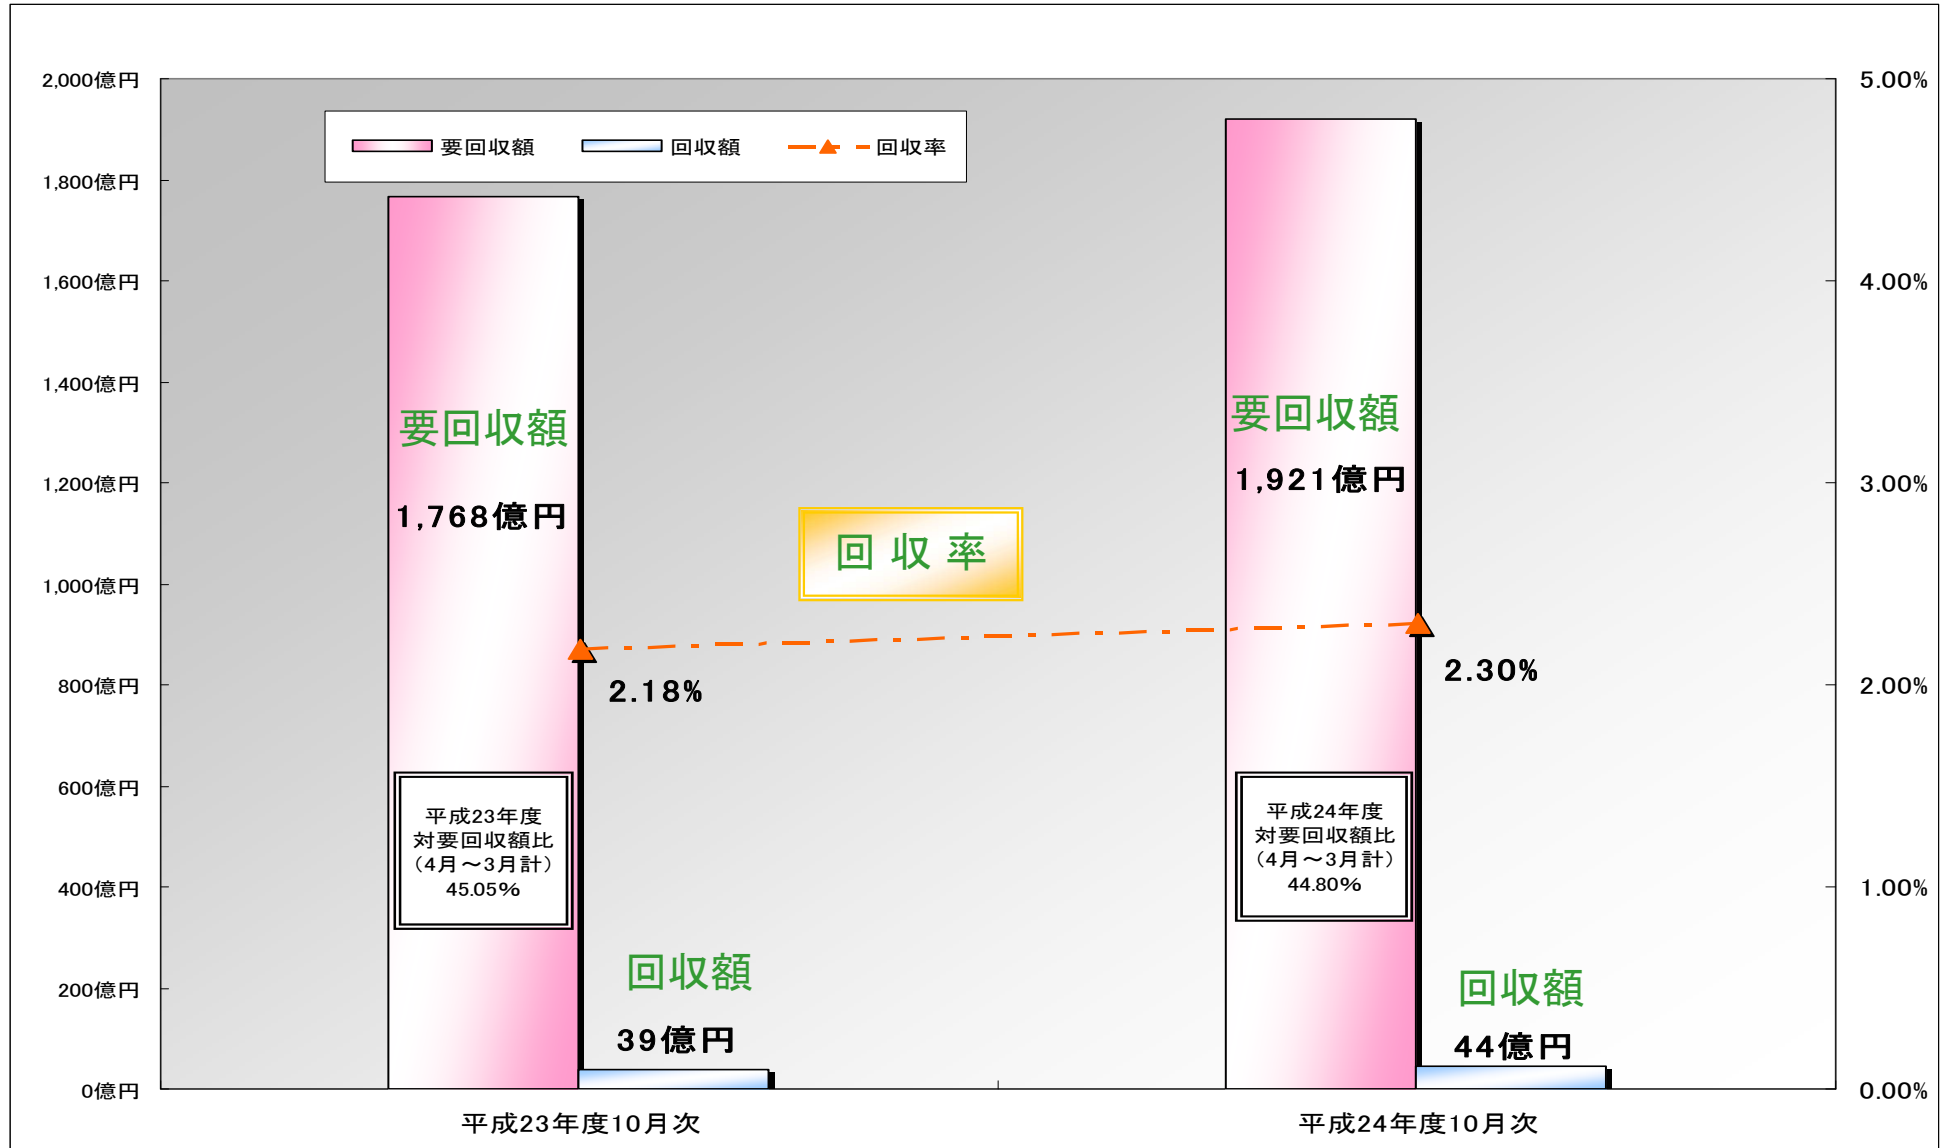 2,000億円
1,800億円
1,600億円
1,400億円
1,200億円
1,000億円
800億円
600億円
400億円
200億円
0億円
5.00%
4.00%
3.00%
2.00%
1.00%
0.00%
要回収額
回収額
回収率
要回収額
1,768億円
要回収額
1,921億円
回収率
2.18%
2.30%
平成23年度
対要回収額比
(4月～3月計)
45.05%
平成24年度
対要回収額比
(4月～3月計)
44.80%
回収額
39億円
回収額
44億円
平成23年度10月次
平成24年度10月次